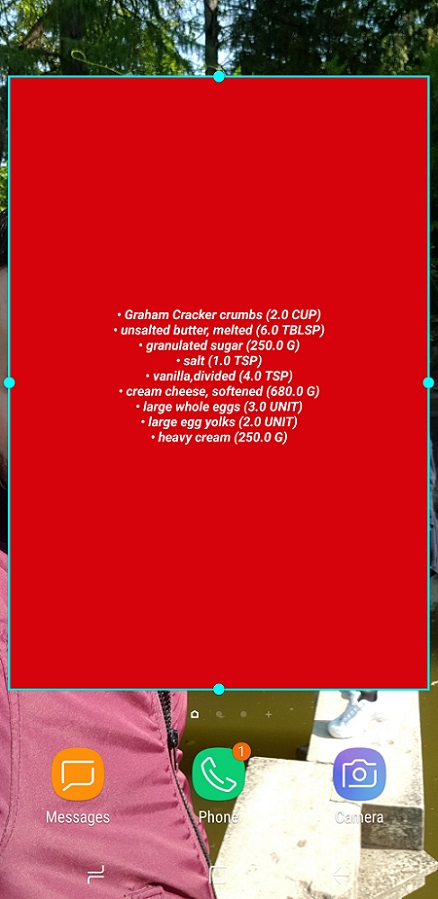 • Graham Cracker crumbs (2.0 CUP)
• unsalted butter, melted (6.0 TBLSP)
• granulated sugar (250.0 G)
• salt (1.0 TSP)
• vanilla,divided (4.0 TSP)
• cream cheese, softened (680.0 G)
• large whole eggs (3.0 UNIT)
• large egg yolks (2.0 UNIT)
• heavy cream (250.0 G)
1
Messages
Phone
Camera